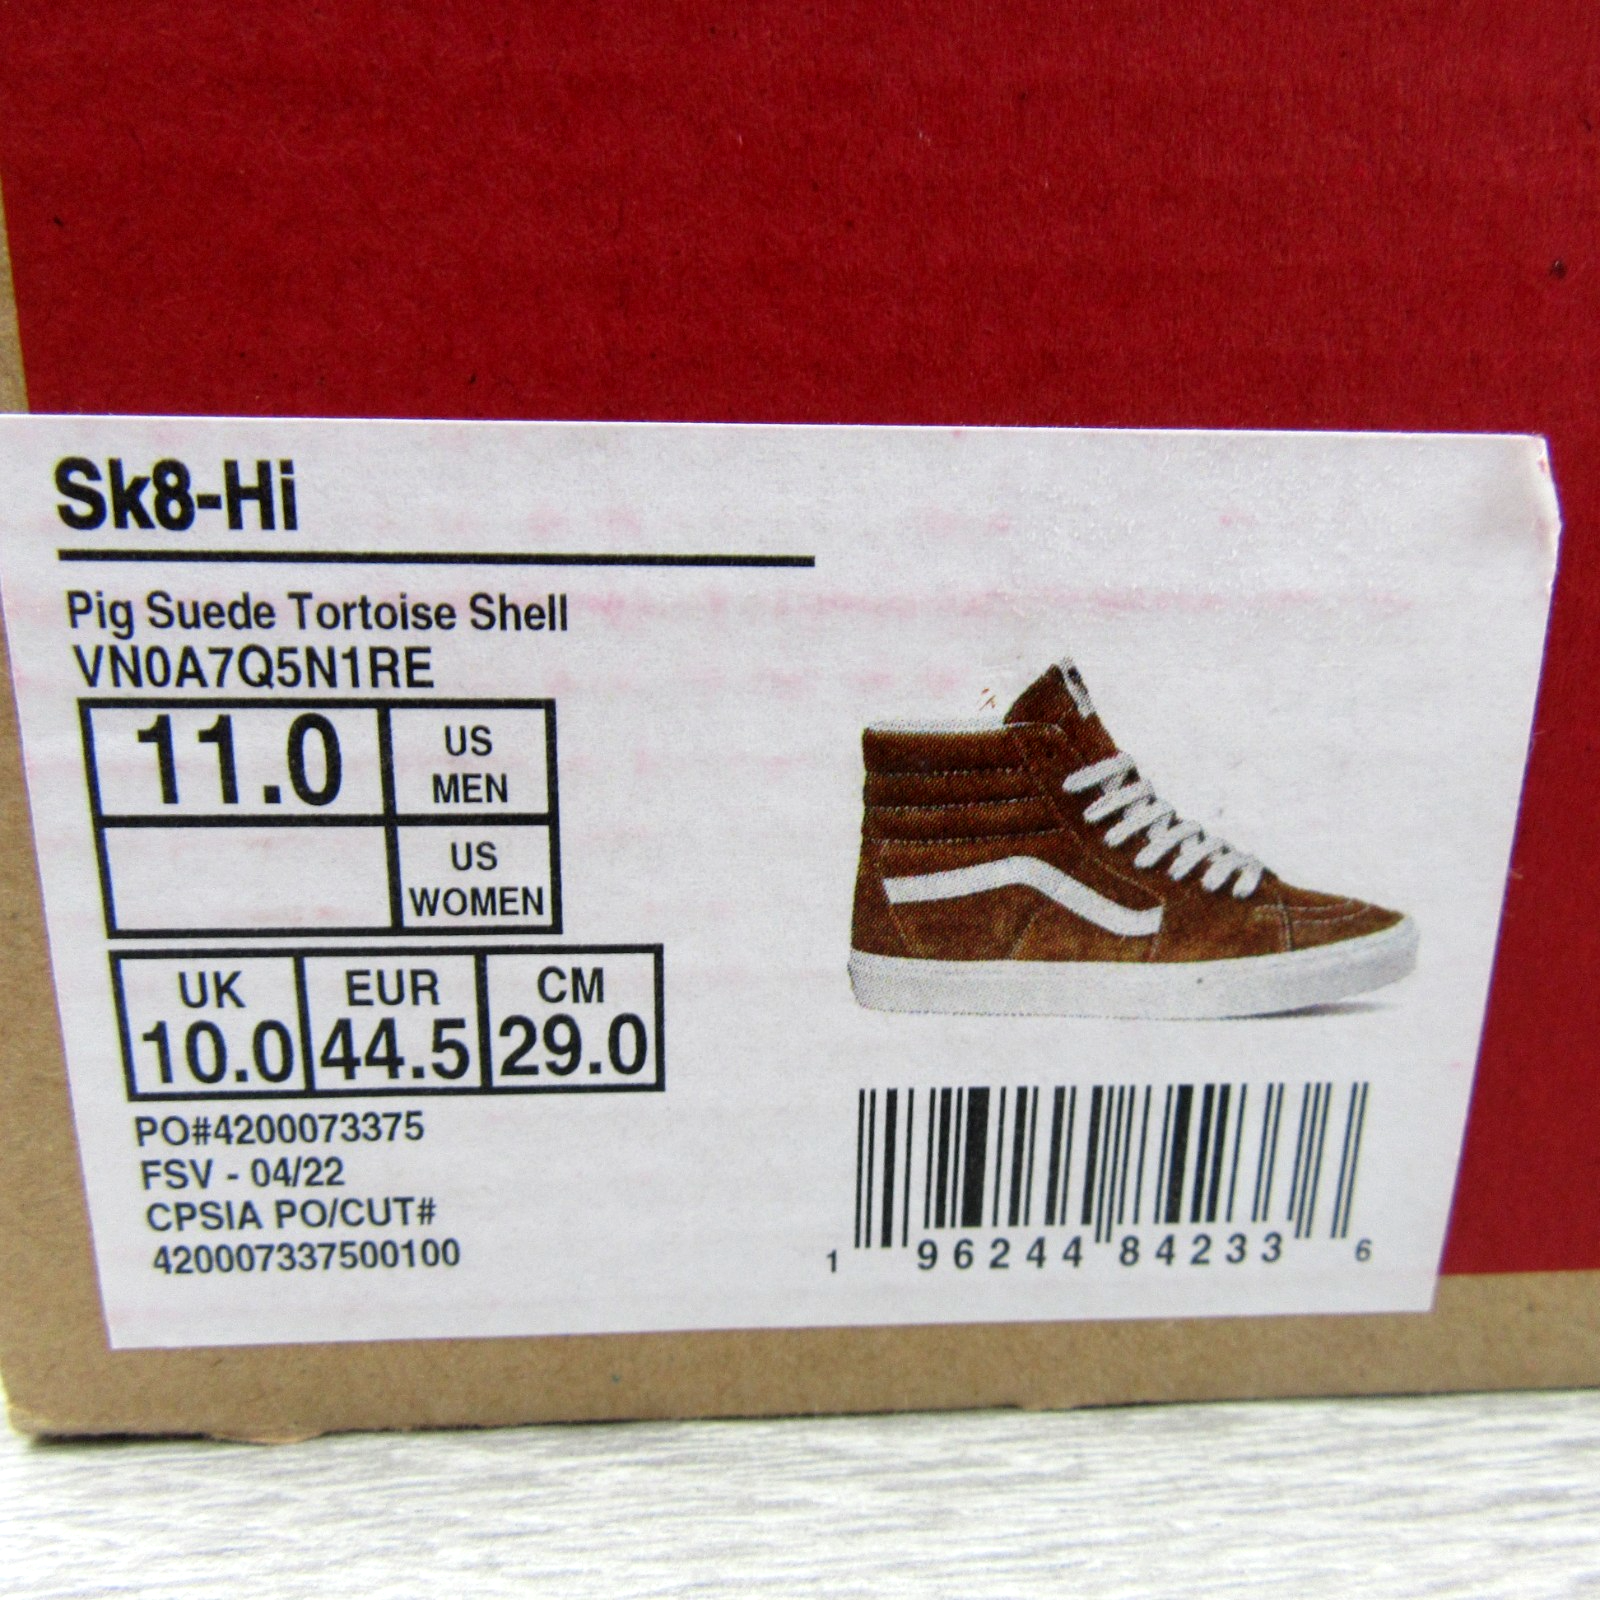 Sk8-Hi
Pig Suede Tortoise Shell
VN0A7Q5N1RE
11.0 US MEN
US WOMEN
UK EUR CM
10.0 44.5 29.0
PO#4200073375
FSV - 04/22
CPSIA PO/CUT#
420007337500100
1 96244 84233 6